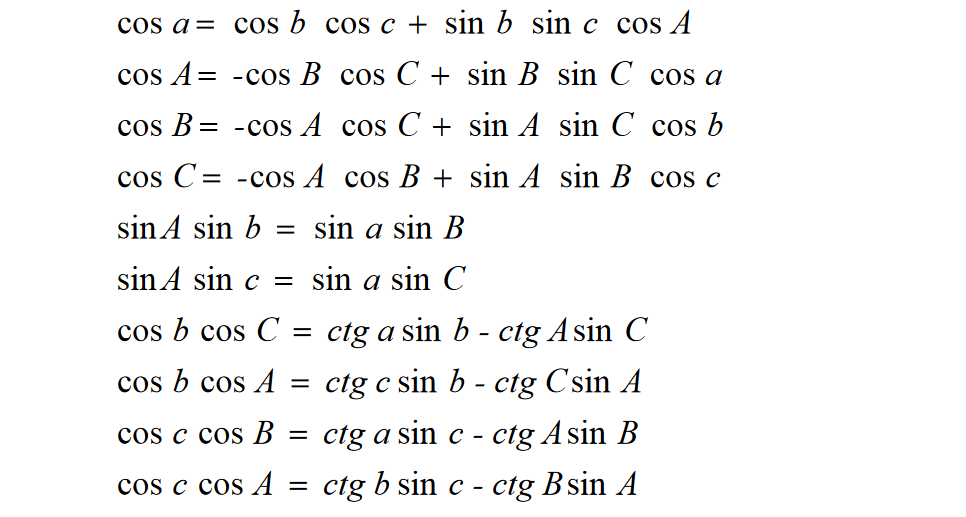 cos a = cos b cos c + sin b sin c cos A
cos A = -cos B cos C + sin B sin C cos a
cos B = -cos A cos C + sin A sin C cos b
cos C = -cos A cos B + sin A sin B cos c
sin A sin b = sin a sin B
sin A sin c = sin a sin C
cos b cos C = ctg a sin b - ctg A sin C
cos b cos A = ctg c sin b - ctg C sin A
cos c cos B = ctg a sin c - ctg A sin B
cos c cos A = ctg b sin c - ctg B sin A